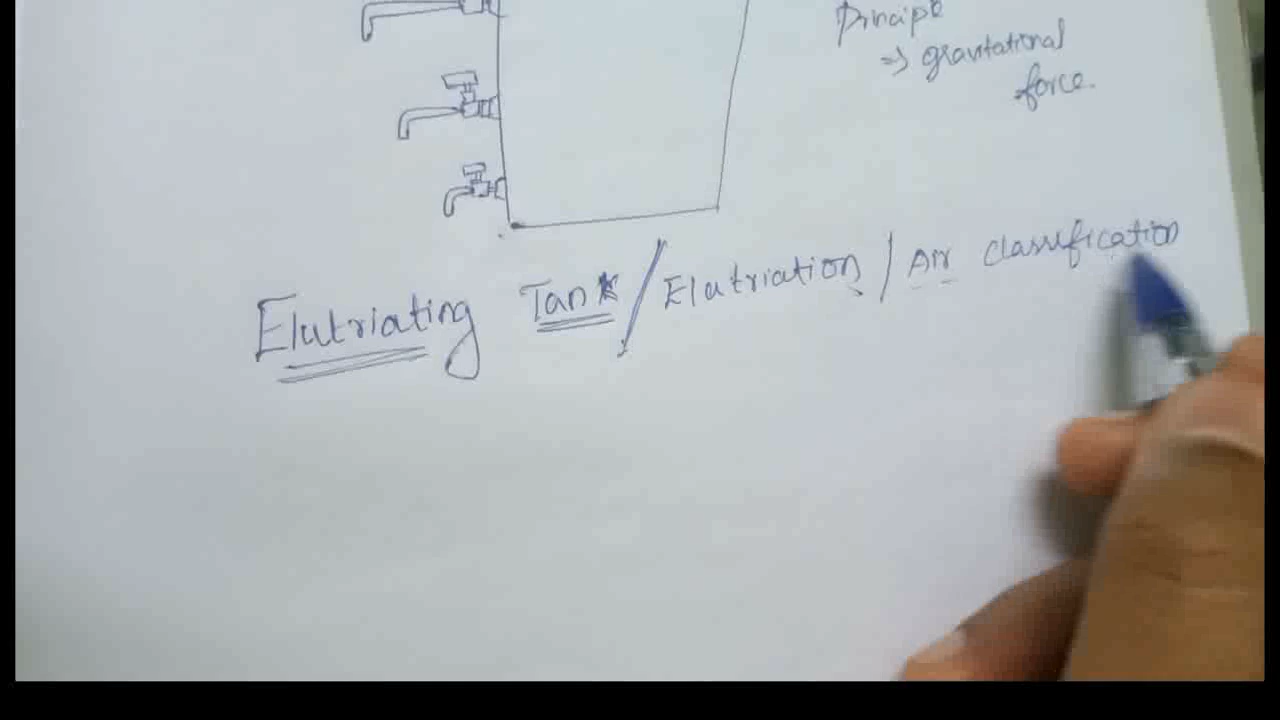 Principle
⇒ gravitational
force.
Elutriating Tank / Elutriation / Air classification